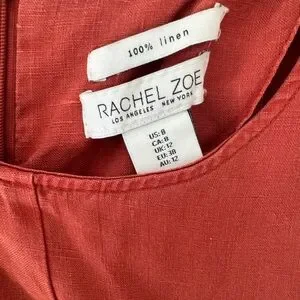 100% linen
RACHEL ZOE
LOS ANGELES NEW YORK
US: 8
CA: 8
UK: 12
EU: 38
AU: 12